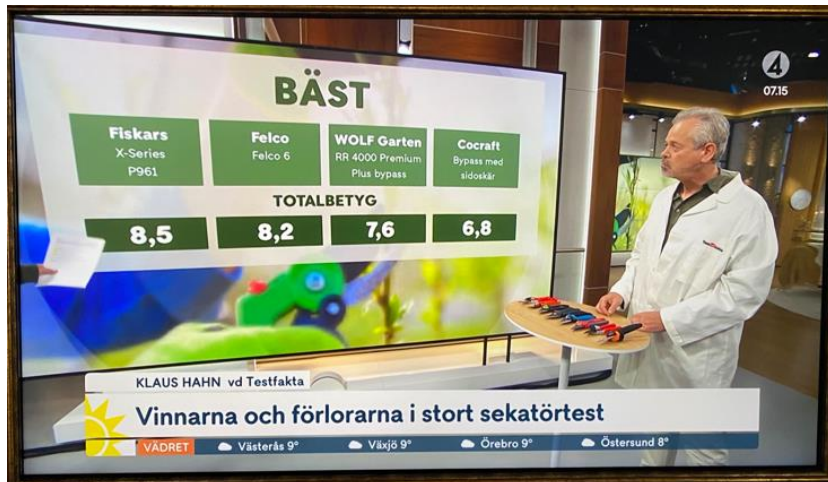 BÄST
Fiskars
X-Series
P961
Felco
Felco 6
WOLF Garten
RR 4000 Premium
Plus bypass
Cocraft
Bypass med
sidoskär
TOTALBETYG
8,5
8,2
7,6
6,8
4
07.15
KLAUS HAHN vd Testfakta
Vinnarna och förlorarna i stort sekatörtest
VÄDRET
Västerås 9°
Växjö 9°
Örebro 9°
Östersund 8°